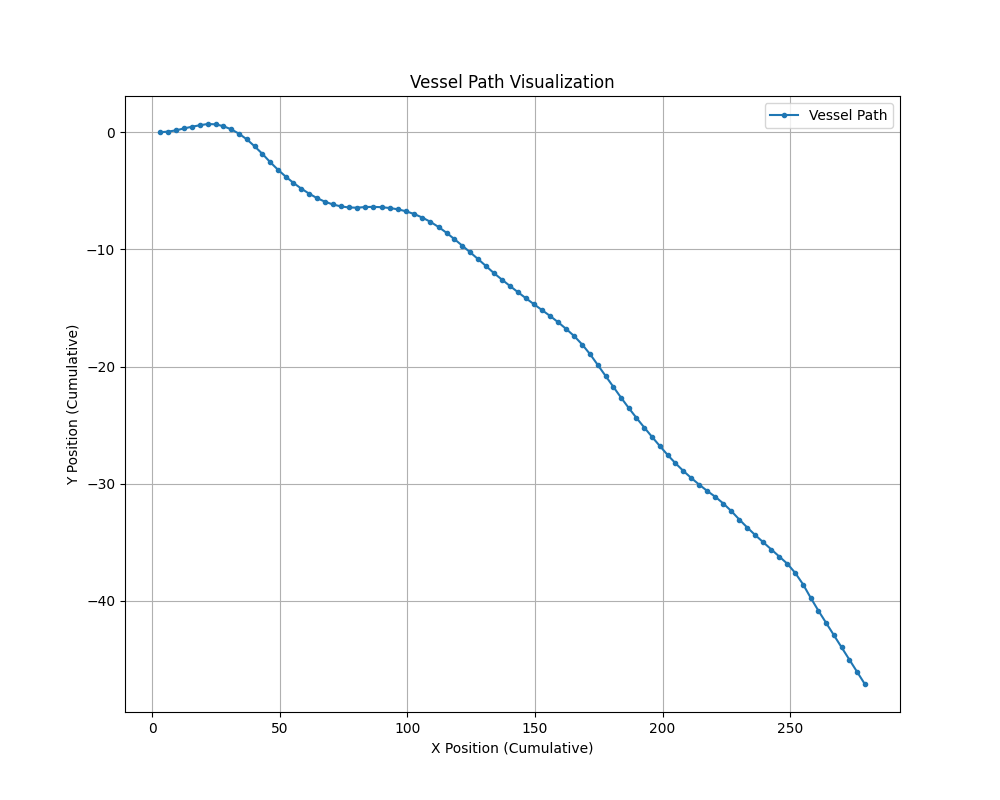 Vessel Path Visualization
Vessel Path
0
−10
−20
−30
−40
Y Position (Cumulative)
0
50
100
150
200
250
X Position (Cumulative)